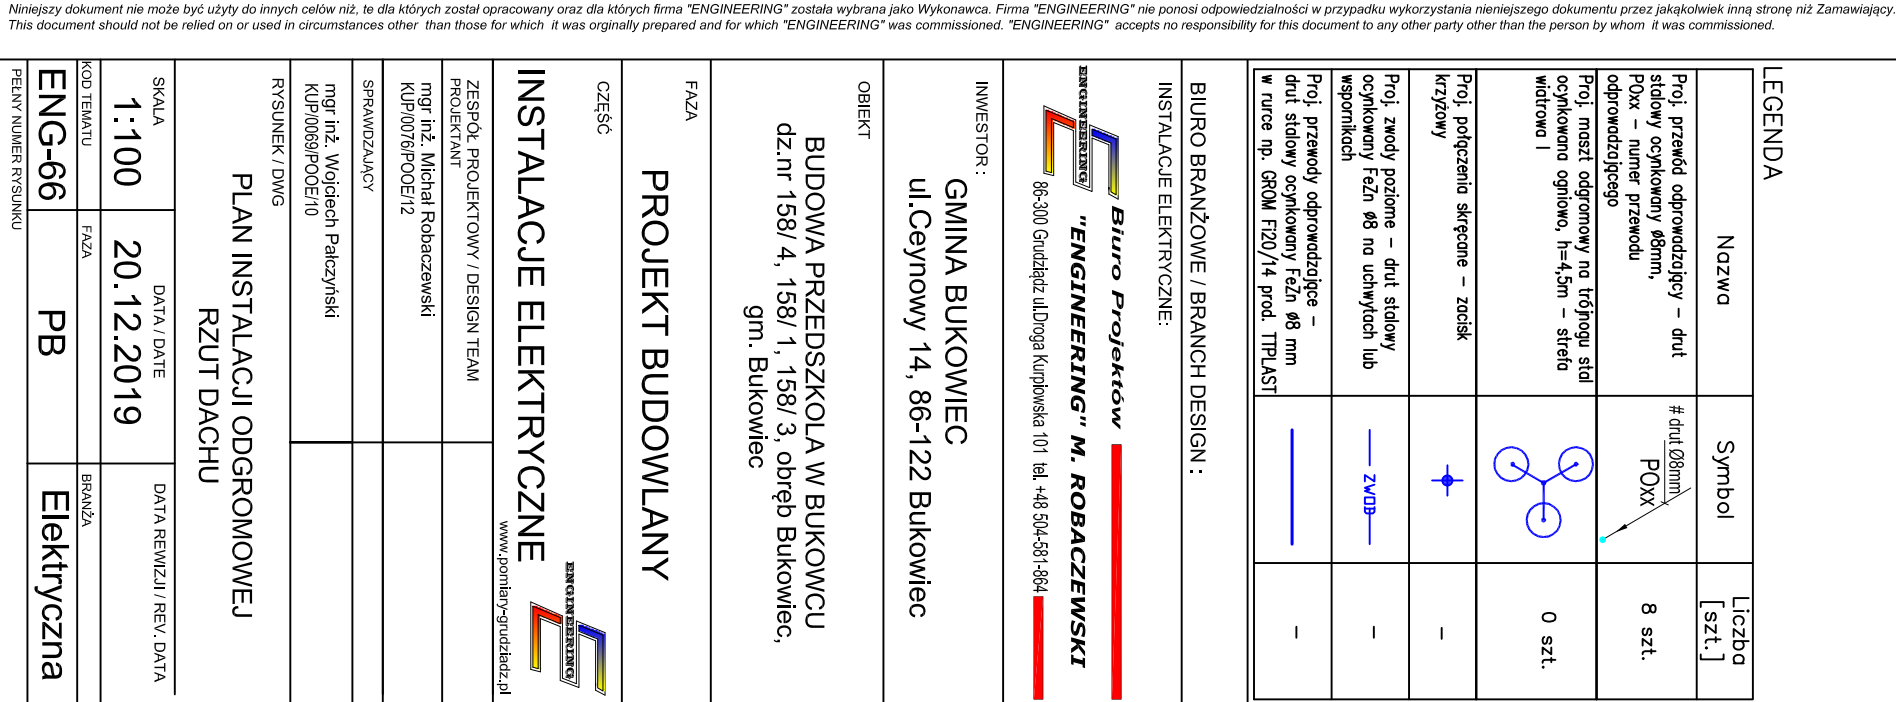 Niniejszy dokument nie może być użyty do innych celów niż, te dla których został opracowany oraz dla których firma "ENGINEERING" została wybrana jako Wykonawca. Firma "ENGINEERING" nie ponosi odpowiedzialności w przypadku wykorzystania nieniejszego dokumentu przez jakąkolwiek inną stronę niż Zamawiający.
This document should not be relied on or used in circumstances other than those for which it was orginally prepared and for which "ENGINEERING" was commissioned. "ENGINEERING" accepts no responsibility for this document to any other party other than the person by whom it was commissioned.
LEGENDA
Nazwa
Symbol
Liczba
[szt.]
Proj. przewód odprowadzający – drut
stalowy ocynkowany ø8mm,
POxx – numer przewodu
odprowadzającego
# drut Ø8mm
POxx
8 szt.
Proj. maszt odgromowy na trójnogu stal
ocynkowana ogniowo, h=4,5m – strefa
wiatrowa I
0 szt.
Proj. połączenia skręcane – zacisk
krzyżowy
–
Proj. zwody poziome – drut stalowy
ocynkowany FeZn ø8 na uchwytach lub
wspornikach
ZWOD
–
Proj. przewody odprowadzające –
drut stalowy ocynkowany FeZn ø8 mm
w rurce np. GROM Fi20/14 prod. TTPLAST
–
BIURO BRANŻOWE / BRANCH DESIGN :
INSTALACJE ELEKTRYCZNE:
ENGINEERING
Biuro Projektów
"ENGINEERING" M. ROBACZEWSKI
86-300 Grudziądz ul.Droga Kurpiowska 101 tel. +48 504-581-864
INWESTOR :
GMINA BUKOWIEC
ul.Ceynowy 14, 86-122 Bukowiec
OBIEKT
BUDOWA PRZEDSZKOLA W BUKOWCU
dz.nr 158/ 4, 158/ 1, 158/ 3, obręb Bukowiec,
gm. Bukowiec
FAZA
PROJEKT BUDOWLANY
CZĘŚĆ
INSTALACJE ELEKTRYCZNE
ENGINEERING
www.pomiary-grudziadz.pl
ZESPÓŁ PROJEKTOWY / DESIGN TEAM
PROJEKTANT
mgr inż. Michał Robaczewski
KUP/0076/POOE/12
SPRAWDZAJĄCY
mgr inż. Wojciech Pałczyński
KUP/0069/POOE/10
RYSUNEK / DWG
PLAN INSTALACJI ODGROMOWEJ
RZUT DACHU
SKALA
1:100
DATA / DATE
20.12.2019
DATA REWIZJI / REV. DATA
KOD TEMATU
ENG-66
FAZA
PB
BRANŻA
Elektryczna
PEŁNY NUMER RYSUNKU